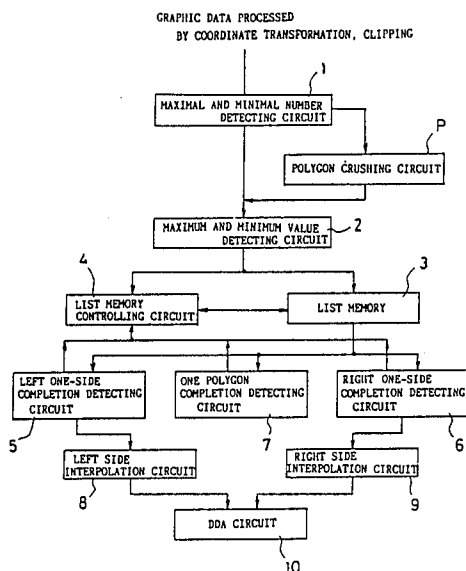 GRAPHIC DATA PROCESSED
BY COORDINATE TRANSFORMATION, CLIPPING
1
MAXIMAL AND MINIMAL NUMBER
DETECTING CIRCUIT
P
POLYGON CRUSHING CIRCUIT
2
MAXIMUM AND MINIMUM VALUE
DETECTING CIRCUIT
4
3
LIST MEMORY
CONTROLLING CIRCUIT
LIST MEMORY
LEFT ONE-SIDE
COMPLETION DETECTING
CIRCUIT
ONE POLYGON
COMPLETION DETECTING
CIRCUIT
RIGHT ONE-SIDE
COMPLETION DETECTING
CIRCUIT
5
7
6
LEFT SIDE
INTERPOLATION CIRCUIT
RIGHT SIDE
INTERPOLATION CIRCUIT
8
9
DDA CIRCUIT
10